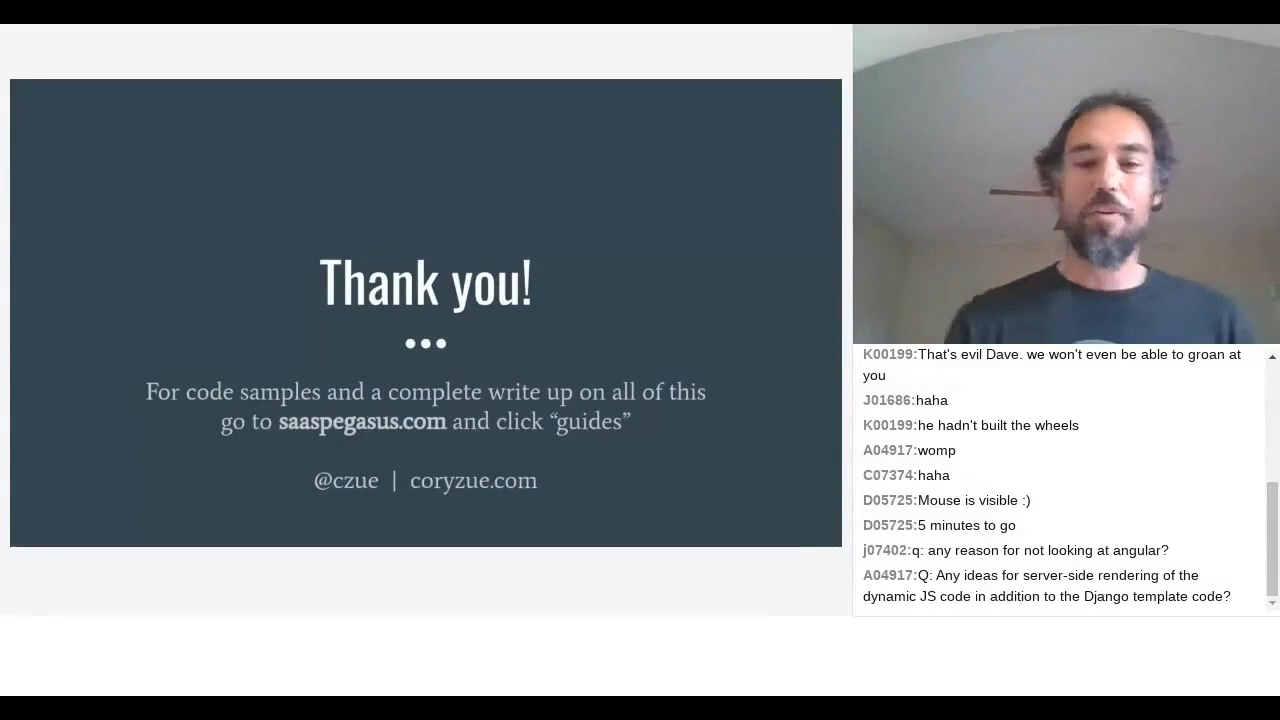 Thank you!
For code samples and a complete write up on all of this
go to saaspegasus.com and click “guides”
@czue | coryzue.com
K00199:That's evil Dave. we won't even be able to groan at
you
J01686:haha
K00199:he hadn't built the wheels
A04917:womp
C07374:haha
D05725:Mouse is visible :)
D05725:5 minutes to go
j07402:q: any reason for not looking at angular?
A04917:Q: Any ideas for server-side rendering of the
dynamic JS code in addition to the Django template code?